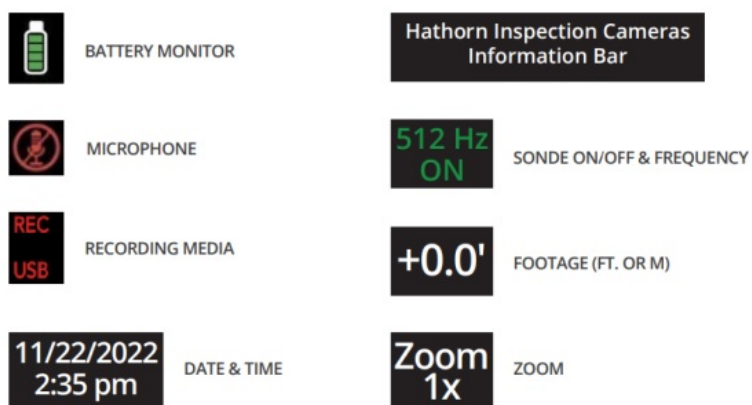 BATTERY MONITOR
Hathorn Inspection Cameras
Information Bar
MICROPHONE
512 Hz
ON
SONDE ON/OFF & FREQUENCY
REC
USB
RECORDING MEDIA
+0.0'
FOOTAGE (FT. OR M)
11/22/2022
2:35 pm
DATE & TIME
Zoom
1x
ZOOM